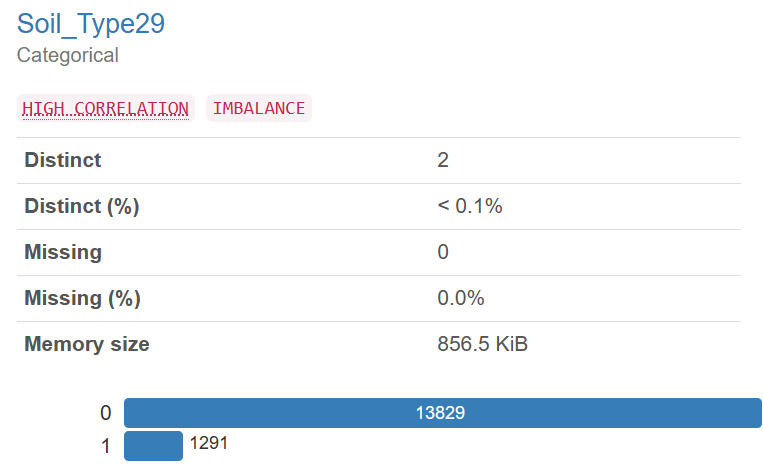 Soil_Type29
Categorical
HIGH CORRELATION IMBALANCE
Distinct 2
Distinct (%) < 0.1%
Missing 0
Missing (%) 0.0%
Memory size 856.5 KiB
0 13829
1 1291